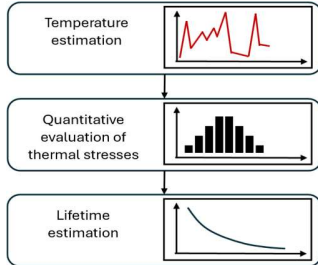 Temperature
estimation
Quantitative
evaluation of
thermal stresses
Lifetime
estimation